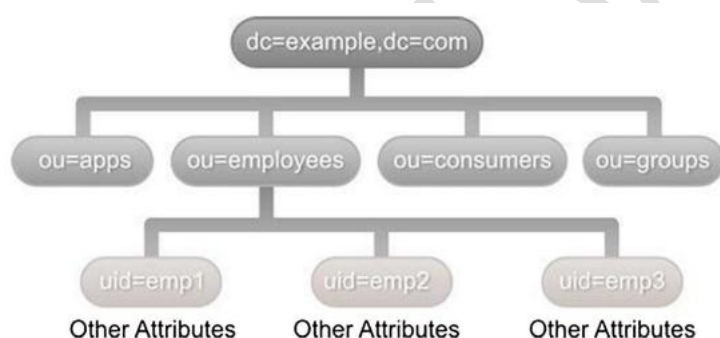 dc=example,dc=com
ou=apps ou=employees ou=consumers ou=groups
uid=emp1 uid=emp2 uid=emp3
Other Attributes Other Attributes Other Attributes